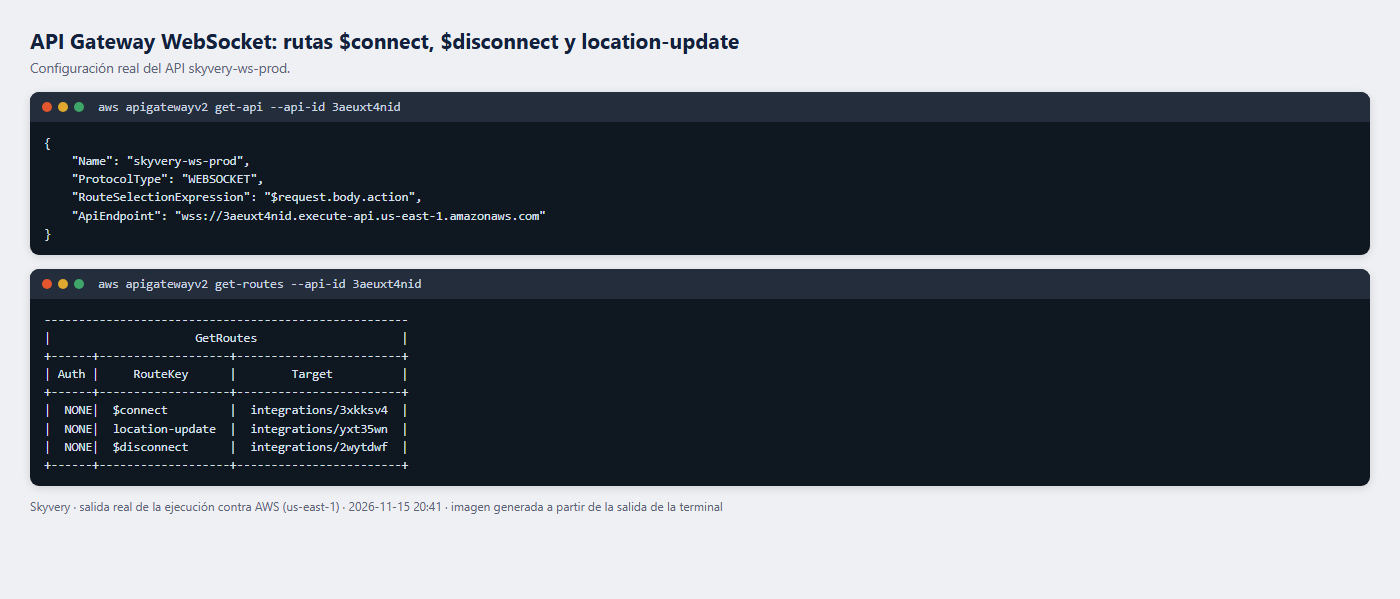 API Gateway WebSocket: rutas $connect, $disconnect y location-update
Configuración real del API skyvery-ws-prod.
aws apigatewayv2 get-api --api-id 3aeuxt4nid
{
    "Name": "skyvery-ws-prod",
    "ProtocolType": "WEBSOCKET",
    "RouteSelectionExpression": "$request.body.action",
    "ApiEndpoint": "wss://3aeuxt4nid.execute-api.us-east-1.amazonaws.com"
}
aws apigatewayv2 get-routes --api-id 3aeuxt4nid
-----------------------------------------------------
|                     GetRoutes                     |
+------+-------------------+------------------------+
| Auth |     RouteKey      |        Target          |
+------+-------------------+------------------------+
|  NONE|  $connect         |  integrations/3xkksv4  |
|  NONE|  location-update  |  integrations/yxt35wn  |
|  NONE|  $disconnect      |  integrations/2wytdwf  |
+------+-------------------+------------------------+
Skyvery · salida real de la ejecución contra AWS (us-east-1) · 2026-11-15 20:41 · imagen generada a partir de la salida de la terminal